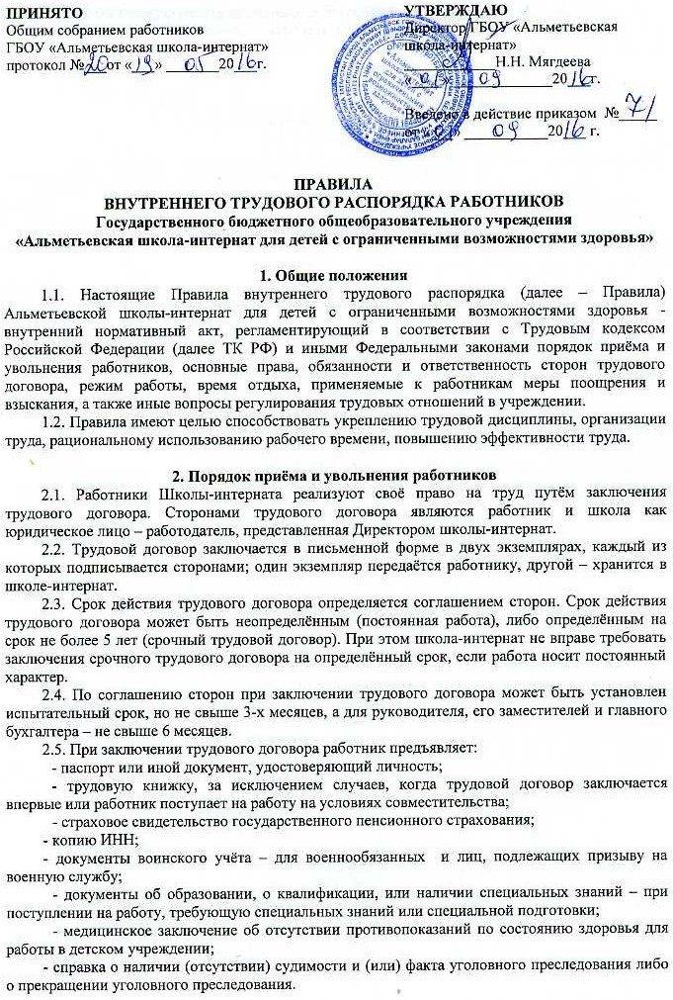 ПРИНЯТО
Общим собранием работников
ГБОУ «Альметьевская школа-интернат»
протокол № 20 от « 19 » 05 2016г.
УТВЕРЖДАЮ
Директор ГБОУ «Альметьевская
школа-интернат»
Н.Н. Мягдеева
« 01 » 09 2016г.
Введено в действие приказом № 71
от « 01 » 09 2016 г.
ПРАВИЛА
ВНУТРЕННЕГО ТРУДОВОГО РАСПОРЯДКА РАБОТНИКОВ
Государственного бюджетного общеобразовательного учреждения
«Альметьевская школа-интернат для детей с ограниченными возможностями здоровья»
1. Общие положения
1.1. Настоящие Правила внутреннего трудового распорядка (далее – Правила)
Альметьевской школы-интернат для детей с ограниченными возможностями здоровья -
внутренний нормативный акт, регламентирующий в соответствии с Трудовым кодексом
Российской Федерации (далее ТК РФ) и иными Федеральными законами порядок приёма и
увольнения работников, основные права, обязанности и ответственность сторон трудового
договора, режим работы, время отдыха, применяемые к работникам меры поощрения и
взыскания, а также иные вопросы регулирования трудовых отношений в учреждении.
1.2. Правила имеют целью способствовать укреплению трудовой дисциплины, организации
труда, рациональному использованию рабочего времени, повышению эффективности труда.
2. Порядок приёма и увольнения работников
2.1. Работники Школы-интерната реализуют своё право на труд путём заключения
трудового договора. Сторонами трудового договора являются работник и школа как
юридическое лицо – работодатель, представленная Директором школы-интернат.
2.2. Трудовой договор заключается в письменной форме в двух экземплярах, каждый из
которых подписывается сторонами; один экземпляр передаётся работнику, другой – хранится в
школе-интернат.
2.3. Срок действия трудового договора определяется соглашением сторон. Срок действия
трудового договора может быть неопределённым (постоянная работа), либо определённым на
срок не более 5 лет (срочный трудовой договор). При этом школа-интернат не вправе требовать
заключения срочного трудового договора на определённый срок, если работа носит постоянный
характер.
2.4. По соглашению сторон при заключении трудового договора может быть установлен
испытательный срок, но не свыше 3-х месяцев, а для руководителя, его заместителей и главного
бухгалтера – не свыше 6 месяцев.
2.5. При заключении трудового договора работник предъявляет:
- паспорт или иной документ, удостоверяющий личность;
- трудовую книжку, за исключением случаев, когда трудовой договор заключается
впервые или работник поступает на работу на условиях совместительства;
- страховое свидетельство государственного пенсионного страхования;
- копию ИНН;
- документы воинского учёта – для военнообязанных и лиц, подлежащих призыву на
военную службу;
- документы об образовании, о квалификации, или наличии специальных знаний – при
поступлении на работу, требующую специальных знаний или специальной подготовки;
- медицинское заключение об отсутствии противопоказаний по состоянию здоровья для
работы в детском учреждении;
- справка о наличии (отсутствии) судимости и (или) факта уголовного преследования либо
о прекращении уголовного преследования.